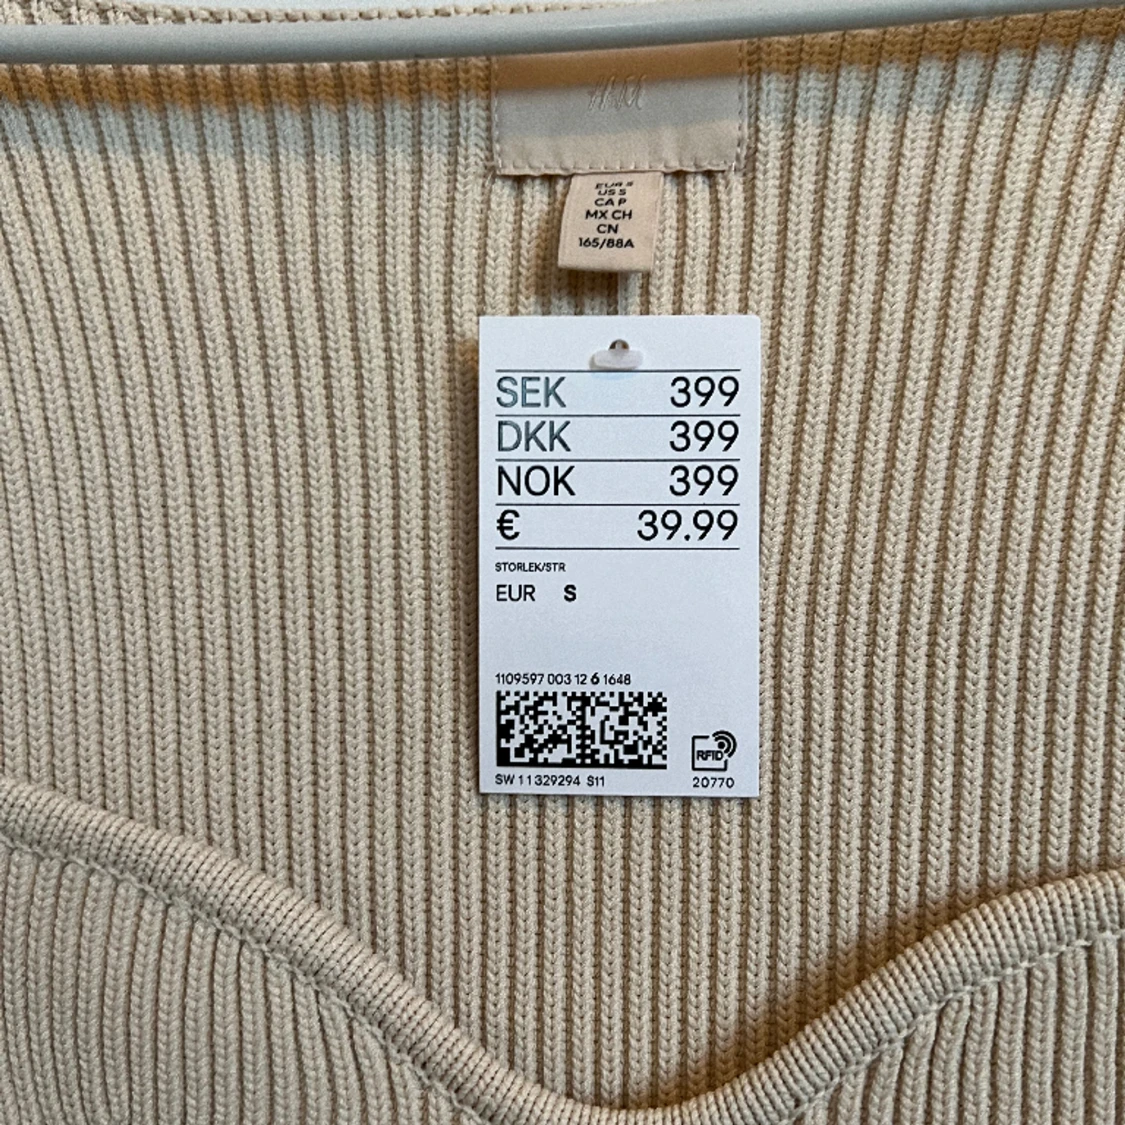 H&M
EUR S
US S
CA P
MX CH
CN
165/88A
SEK 399
DKK 399
NOK 399
€ 39.99
STORLEK/STR
EUR S
1109597 003 12 6 1648
RFID
SW 11329294 S11
20770